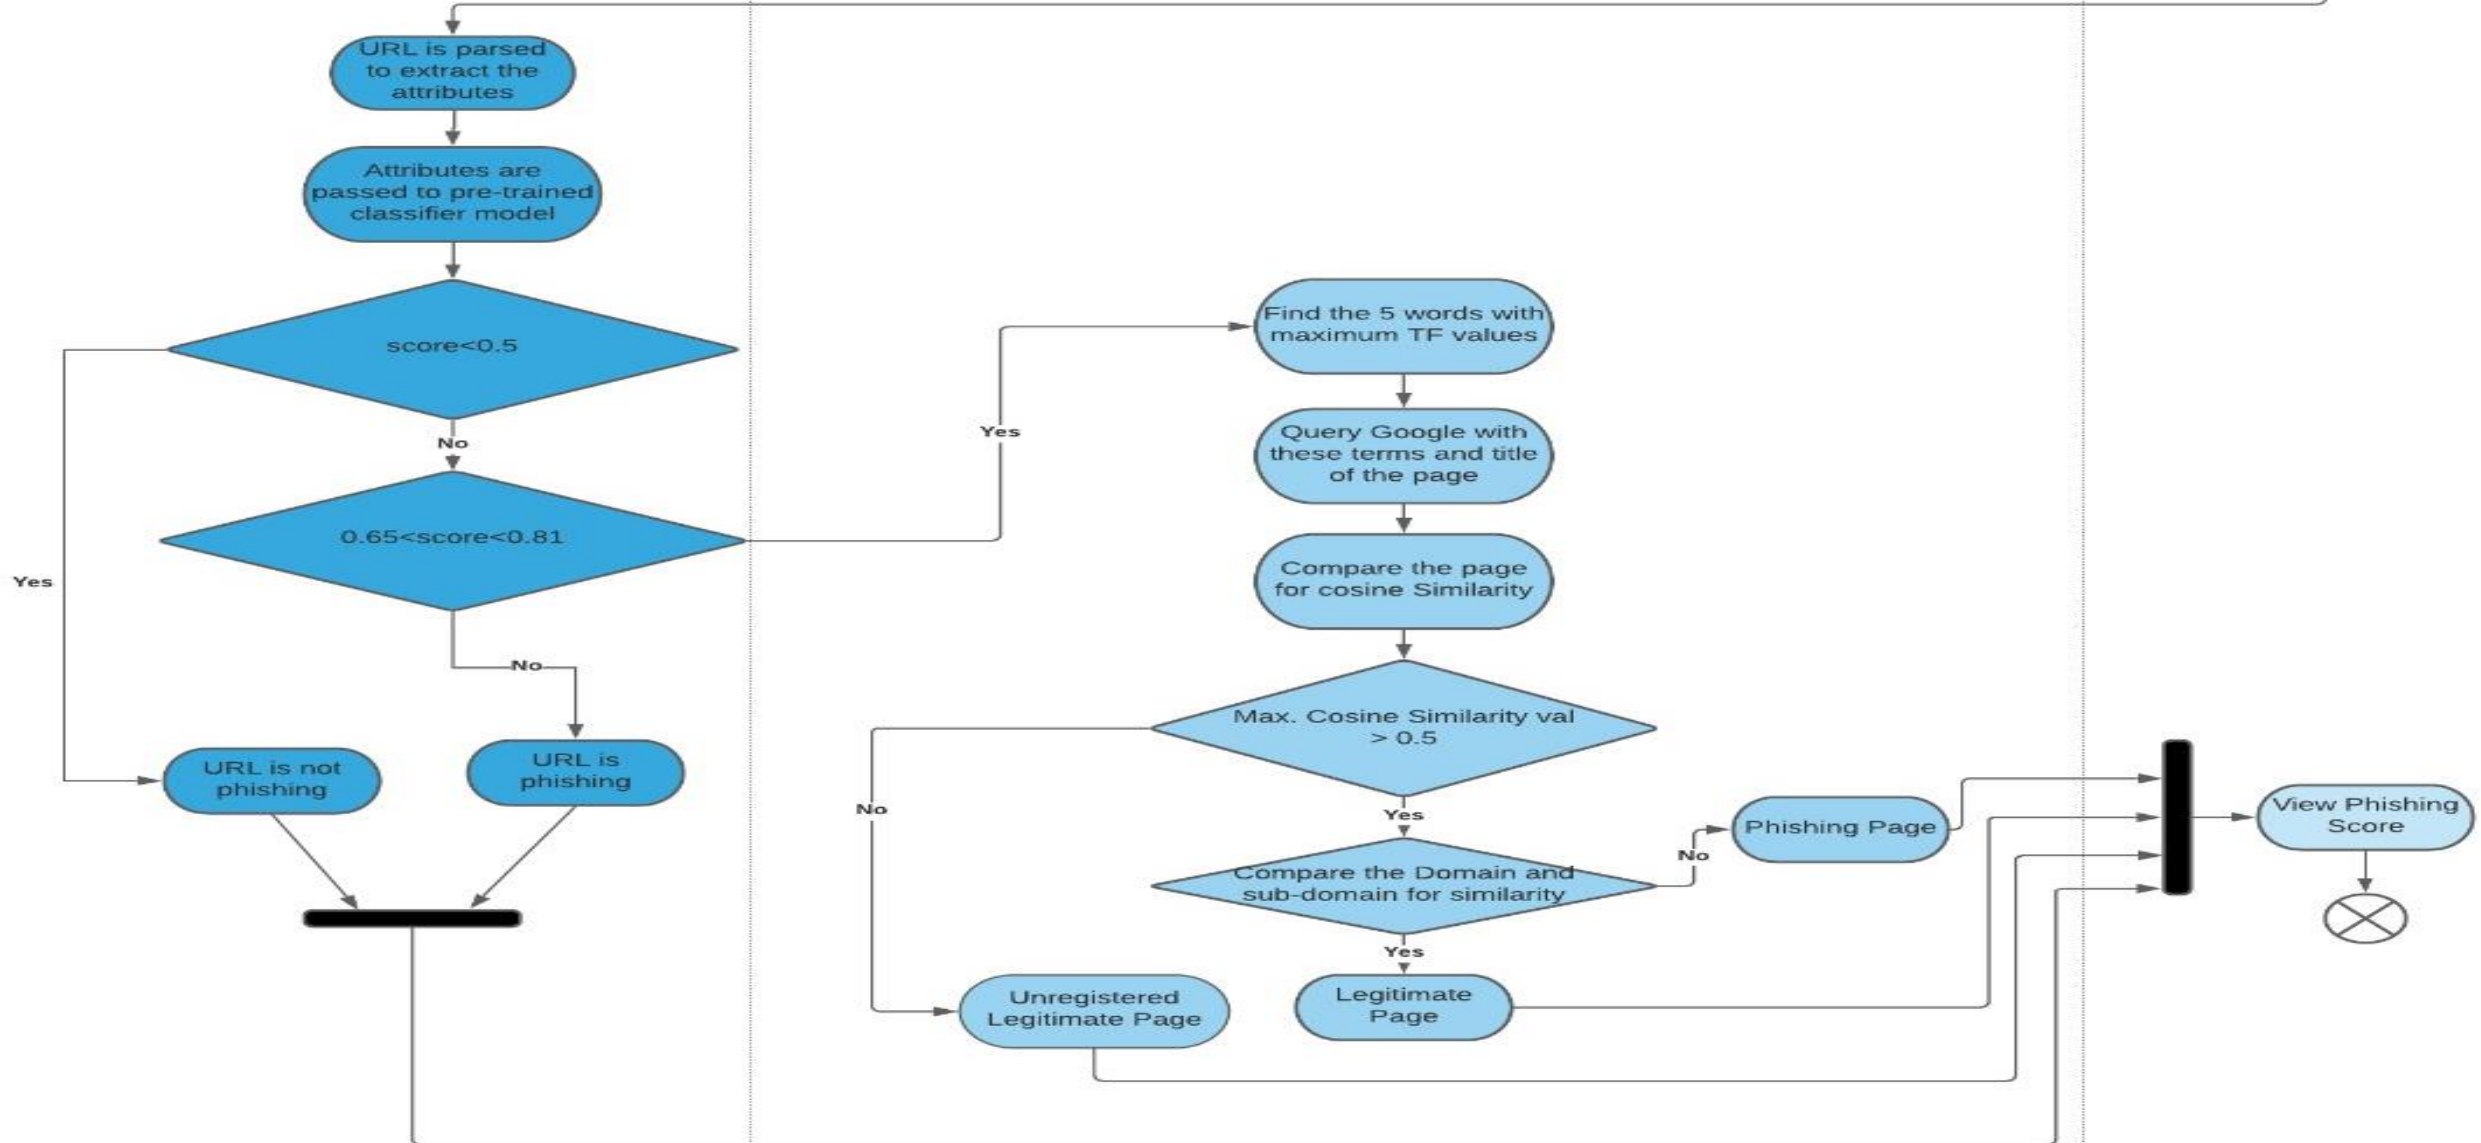 URL is parsed
to extract the
attributes
Attributes are
passed to pre-trained
classifier model
score<0.5
No
0.65<score<0.81
Yes
No
URL is not
phishing
URL is
phishing
Yes
Find the 5 words with
maximum TF values
Query Google with
these terms and title
of the page
Compare the page
for cosine Similarity
Max. Cosine Similarity val
> 0.5
No
Yes
Compare the Domain and
sub-domain for similarity
No
Phishing Page
Yes
Unregistered
Legitimate Page
Legitimate
Page
View Phishing
Score